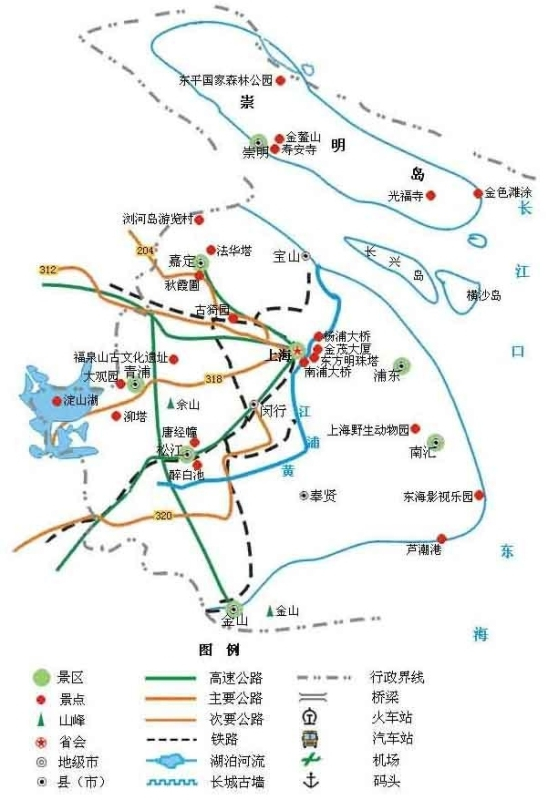 东平国家森林公园
崇
明
岛
金鳌山
崇明
寿安寺
光福寺
金色滩涂
长
江
口
浏河岛游览村
204
法华塔
嘉定
宝山
长
兴
岛
横沙岛
312
秋霞圃
古猗园
杨浦大桥
上海
金茂大厦
东方明珠塔
南浦大桥
浦东
福泉山古文化遗址
大观园
青浦
318
淀山湖
佘山
柳塔
闵行
江
浦
黄
唐经幢
松江
醉白池
上海野生动物园
南汇
奉贤
东海影视乐园
320
芦潮港
东
海
金山
金山
图 例
景区
高速公路
行政界线
景点
主要公路
桥梁
山峰
次要公路
火车站
省会
铁路
汽车站
地级市
湖泊河流
机场
县（市）
长城古墙
码头